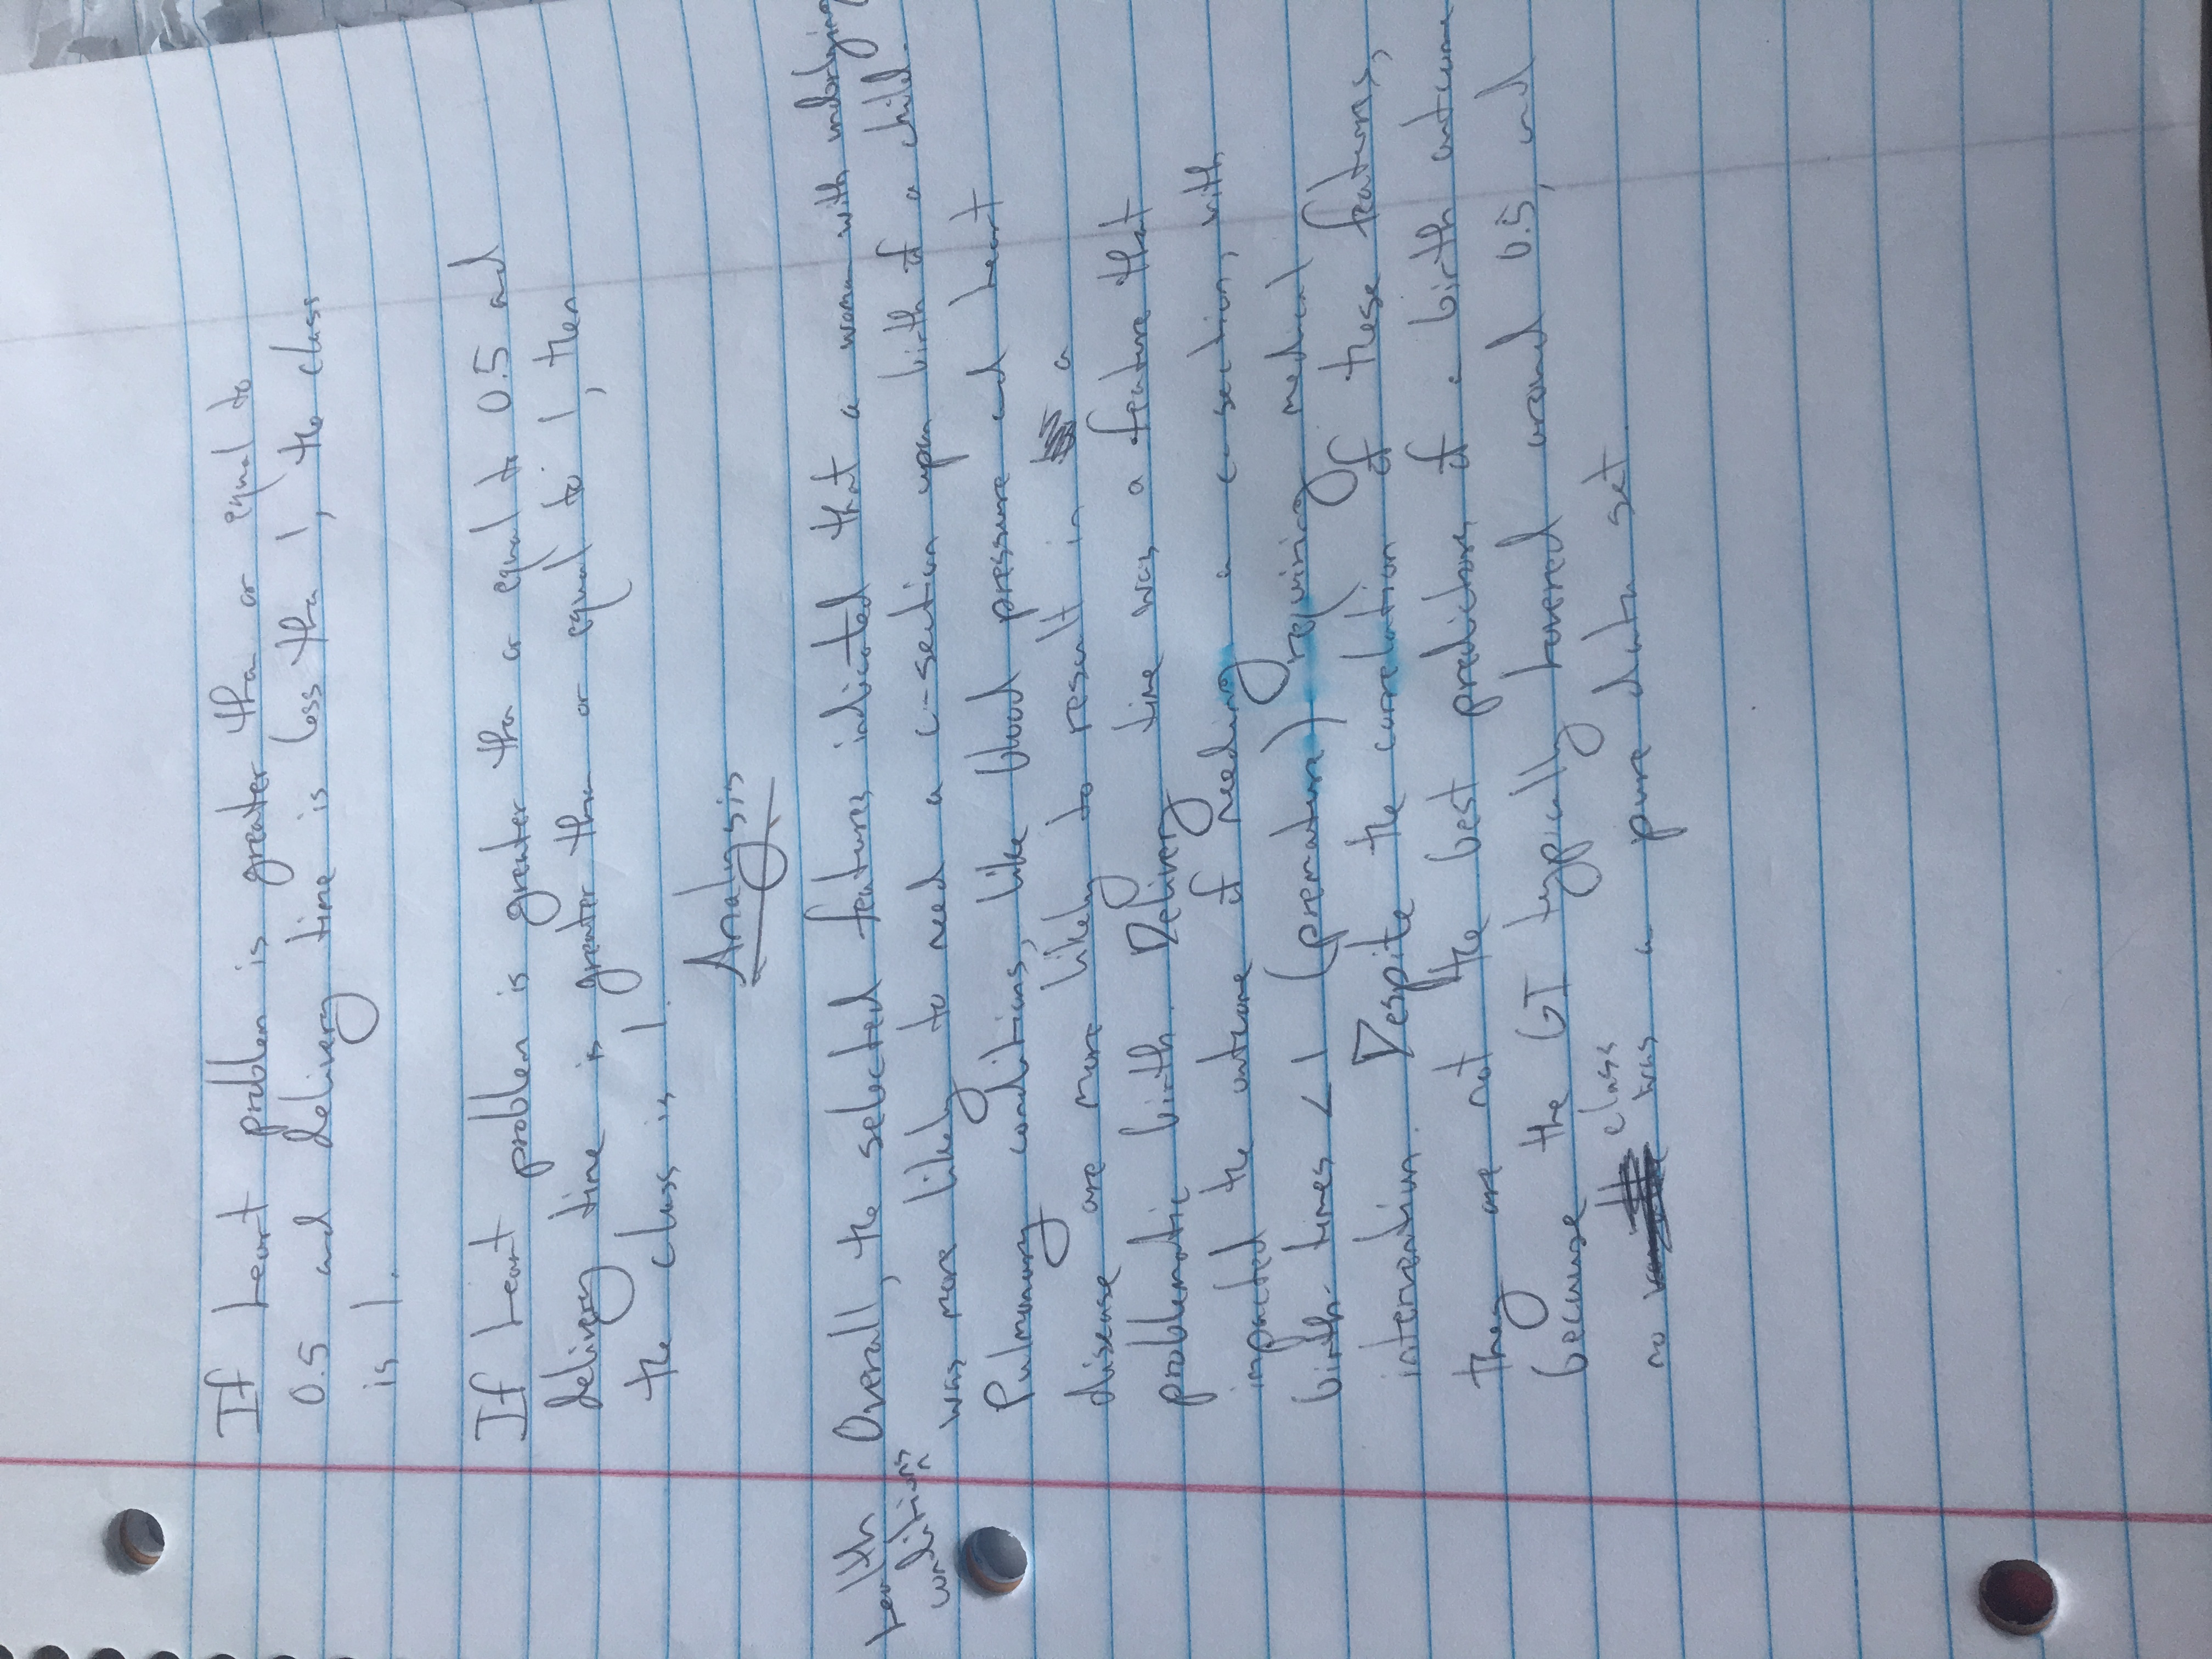 If heart problem is greater than or equal to
0.5 and delivery time is less than 1, the class
is 1.
If heart problem is greater than or equal to 0.5 and
delivery time is greater than or equal to 1, then
the class is 1.
Analysis
Overall, the selected features indicated that a woman with underlying
health
conditions
was more likely to need a c-section upon birth of a child.
Pulmonary conditions, like blood pressure and heart
disease are more likely to result in a
problematic birth. Delivery time was a feature that
impacted the outcome of needing a c-section, with
birth-times < 1 (premature) requiring medical
intervention. Despite the correlation of these features,
they are not the best predictors of a birth outcome
because the GI typically hovered around 0.5, and
no class was a pure data set.